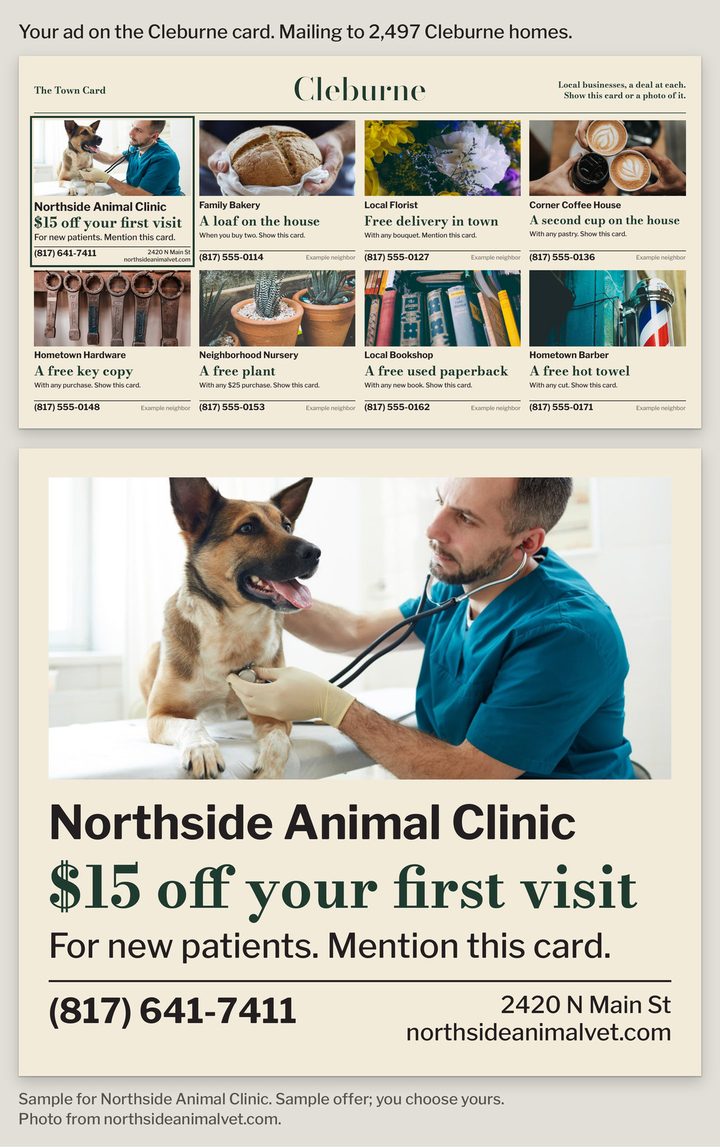 Your ad on the Cleburne card. Mailing to 2,497 Cleburne homes.
The Town Card
Cleburne
Local businesses, a deal at each.
Show this card or a photo of it.
Northside Animal Clinic
$15 off your first visit
For new patients. Mention this card.
(817) 641-7411
2420 N Main St
northsideanimalvet.com
Family Bakery
A loaf on the house
When you buy two. Show this card.
(817) 555-0114
Example neighbor
Local Florist
Free delivery in town
With any bouquet. Mention this card.
(817) 555-0127
Example neighbor
Corner Coffee House
A second cup on the house
With any pastry. Show this card.
(817) 555-0136
Example neighbor
Hometown Hardware
A free key copy
With any purchase. Show this card.
(817) 555-0148
Example neighbor
Neighborhood Nursery
A free plant
With any $25 purchase. Show this card.
(817) 555-0153
Example neighbor
Local Bookshop
A free used paperback
With any new book. Show this card.
(817) 555-0162
Example neighbor
Hometown Barber
A free hot towel
With any cut. Show this card.
(817) 555-0171
Example neighbor
Northside Animal Clinic
$15 off your first visit
For new patients. Mention this card.
(817) 641-7411
2420 N Main St
northsideanimalvet.com
Sample for Northside Animal Clinic. Sample offer; you choose yours.
Photo from northsideanimalvet.com.